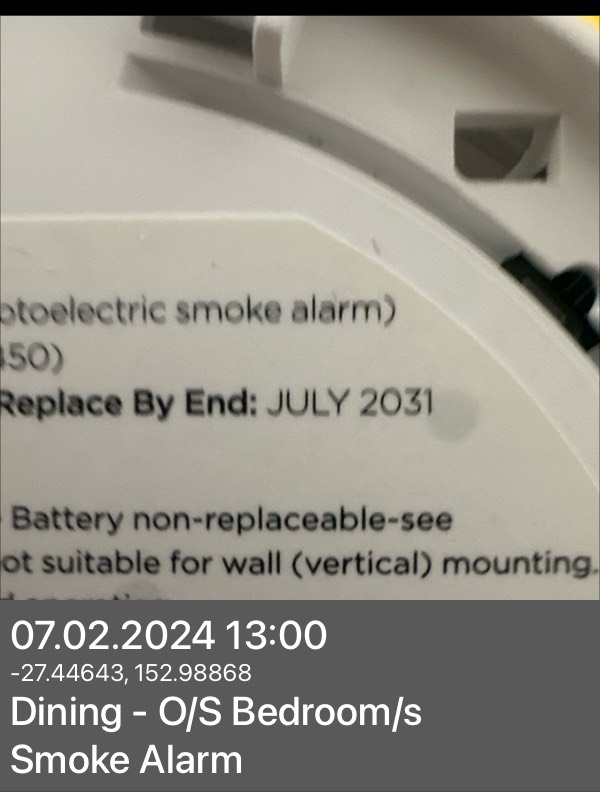 otoelectric smoke alarm)
350)
Replace By End: JULY 2031
Battery non-replaceable-see
ot suitable for wall (vertical) mounting.
07.02.2024 13:00
-27.44643, 152.98868
Dining - O/S Bedroom/s
Smoke Alarm